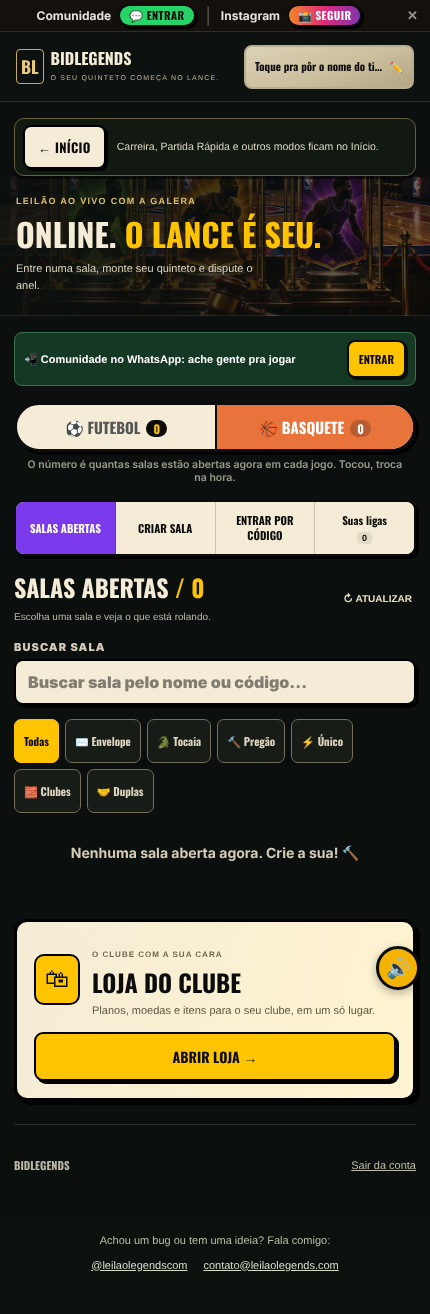 Comunidade 💬 ENTRAR | Instagram 📸 SEGUIR ✕
BL BIDLEGENDS
O SEU QUINTETO COMEÇA NO LANCE.
Toque pra pôr o nome do ti... ✏️
← INÍCIO
Carreira, Partida Rápida e outros modos ficam no Início.
LEILÃO AO VIVO COM A GALERA
ONLINE. O LANCE É SEU.
Entre numa sala, monte seu quinteto e dispute o
anel.
📲 Comunidade no WhatsApp: ache gente pra jogar
ENTRAR
⚽ FUTEBOL 0
🏀 BASQUETE 0
O número é quantas salas estão abertas agora em cada jogo. Tocou, troca
na hora.
SALAS ABERTAS
CRIAR SALA
ENTRAR POR
CÓDIGO
Suas ligas
0
SALAS ABERTAS / 0
Escolha uma sala e veja o que está rolando.
↻ ATUALIZAR
BUSCAR SALA
Buscar sala pelo nome ou código...
Todas
✉️ Envelope
🐊 Tocaia
🔨 Pregão
⚡ Único
🧱 Clubes
🤝 Duplas
Nenhuma sala aberta agora. Crie a sua! 🔨
O CLUBE COM A SUA CARA
LOJA DO CLUBE
Planos, moedas e itens para o seu clube, em um só lugar.
ABRIR LOJA →
BIDLEGENDS
Sair da conta
Achou um bug ou tem uma ideia? Fala comigo:
@leilaolegendscom contato@leilaolegends.com